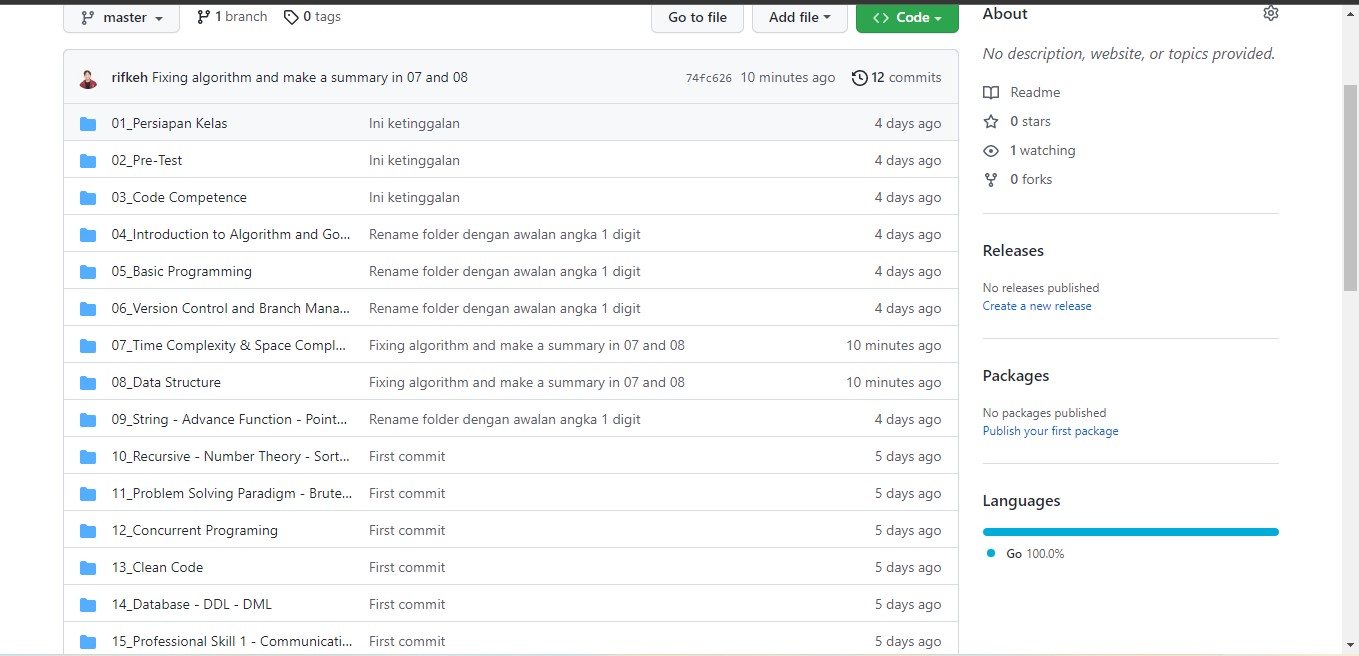 master 1 branch 0 tags Go to file Add file Code
rifkeh Fixing algorithm and make a summary in 07 and 08 74fc626 10 minutes ago 12 commits
01_Persiapan Kelas Ini ketinggalan 4 days ago
02_Pre-Test Ini ketinggalan 4 days ago
03_Code Competence Ini ketinggalan 4 days ago
04_Introduction to Algorithm and Go... Rename folder dengan awalan angka 1 digit 4 days ago
05_Basic Programming Rename folder dengan awalan angka 1 digit 4 days ago
06_Version Control and Branch Mana... Rename folder dengan awalan angka 1 digit 4 days ago
07_Time Complexity & Space Compl... Fixing algorithm and make a summary in 07 and 08 10 minutes ago
08_Data Structure Fixing algorithm and make a summary in 07 and 08 10 minutes ago
09_String - Advance Function - Point... Rename folder dengan awalan angka 1 digit 4 days ago
10_Recursive - Number Theory - Sort... First commit 5 days ago
11_Problem Solving Paradigm - Brute... First commit 5 days ago
12_Concurrent Programing First commit 5 days ago
13_Clean Code First commit 5 days ago
14_Database - DDL - DML First commit 5 days ago
15_Professional Skill 1 - Communicati... First commit 5 days ago
About
No description, website, or topics provided.
Readme
0 stars
1 watching
0 forks
Releases
No releases published
Create a new release
Packages
No packages published
Publish your first package
Languages
Go 100.0%